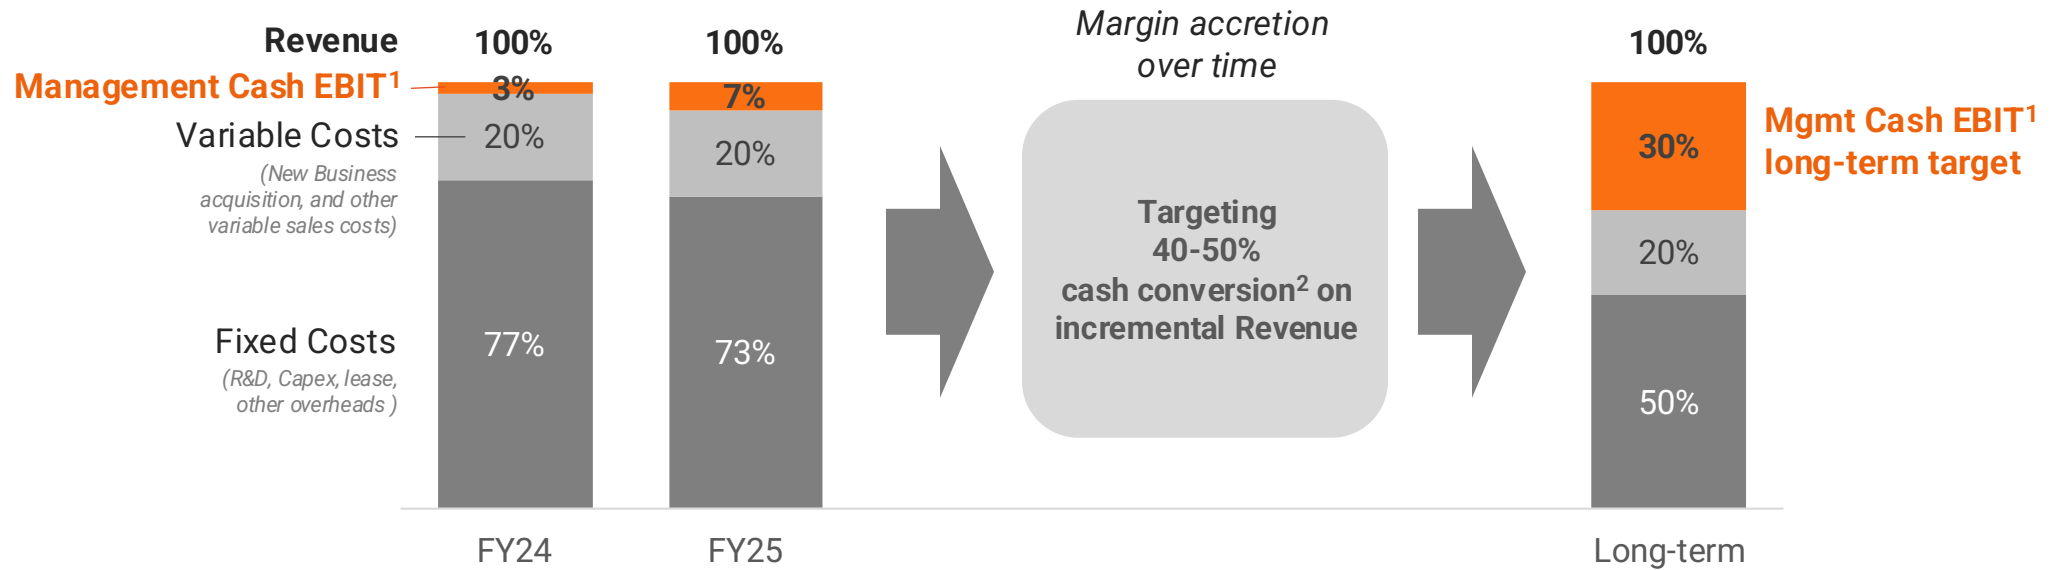 Revenue
100%
100%
Margin accretion
over time
100%
Management Cash EBIT¹
3%
7%
Variable Costs
20%
20%
(New Business
acquisition, and other
variable sales costs)
Fixed Costs
77%
73%
(R&D, Capex, lease,
other overheads )
Targeting
40-50%
cash conversion² on
incremental Revenue
30%
Mgmt Cash EBIT¹
long-term target
20%
50%
FY24
FY25
Long-term